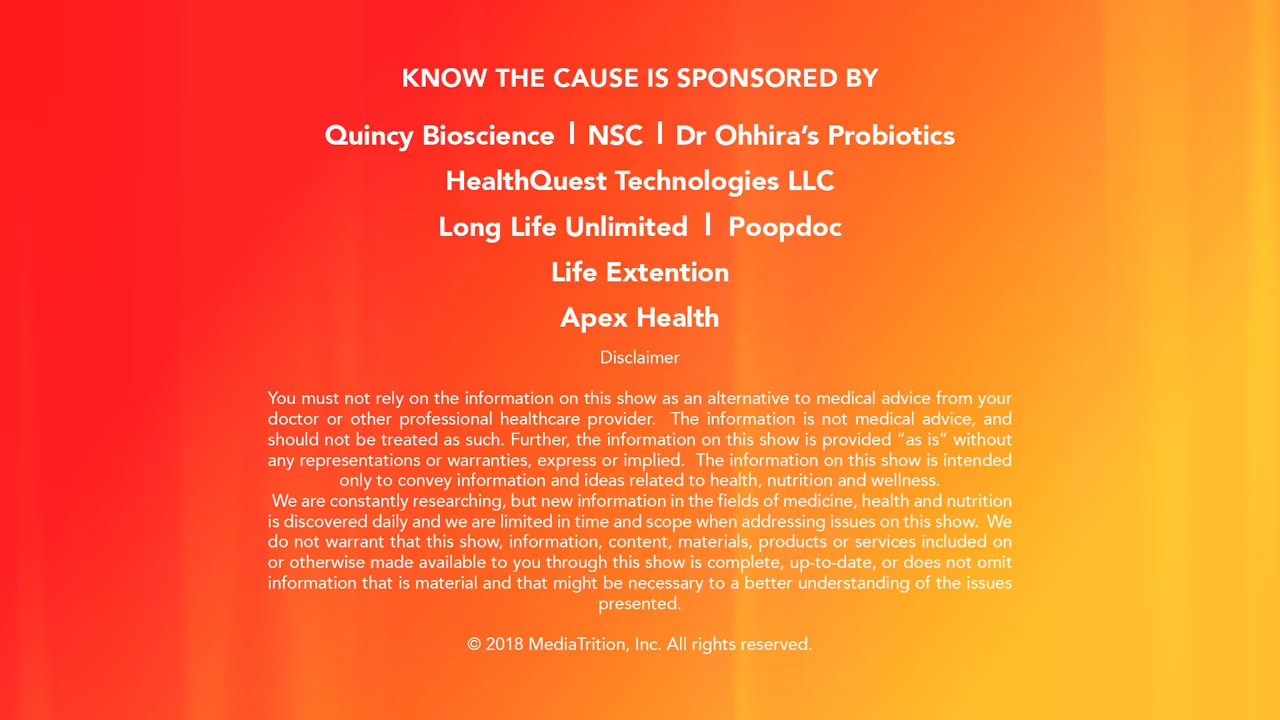 KNOW THE CAUSE IS SPONSORED BY
Quincy Bioscience | NSC | Dr Ohhira’s Probiotics
HealthQuest Technologies LLC
Long Life Unlimited | Poopdoc
Life Extention
Apex Health
Disclaimer
You must not rely on the information on this show as an alternative to medical advice from your
doctor or other professional healthcare provider. The information is not medical advice, and
should not be treated as such. Further, the information on this show is provided “as is” without
any representations or warranties, express or implied. The information on this show is intended
only to convey information and ideas related to health, nutrition and wellness.
We are constantly researching, but new information in the fields of medicine, health and nutrition
is discovered daily and we are limited in time and scope when addressing issues on this show. We
do not warrant that this show, information, content, materials, products or services included on
or otherwise made available to you through this show is complete, up-to-date, or does not omit
information that is material and that might be necessary to a better understanding of the issues
presented.
© 2018 MediaTrition, Inc. All rights reserved.